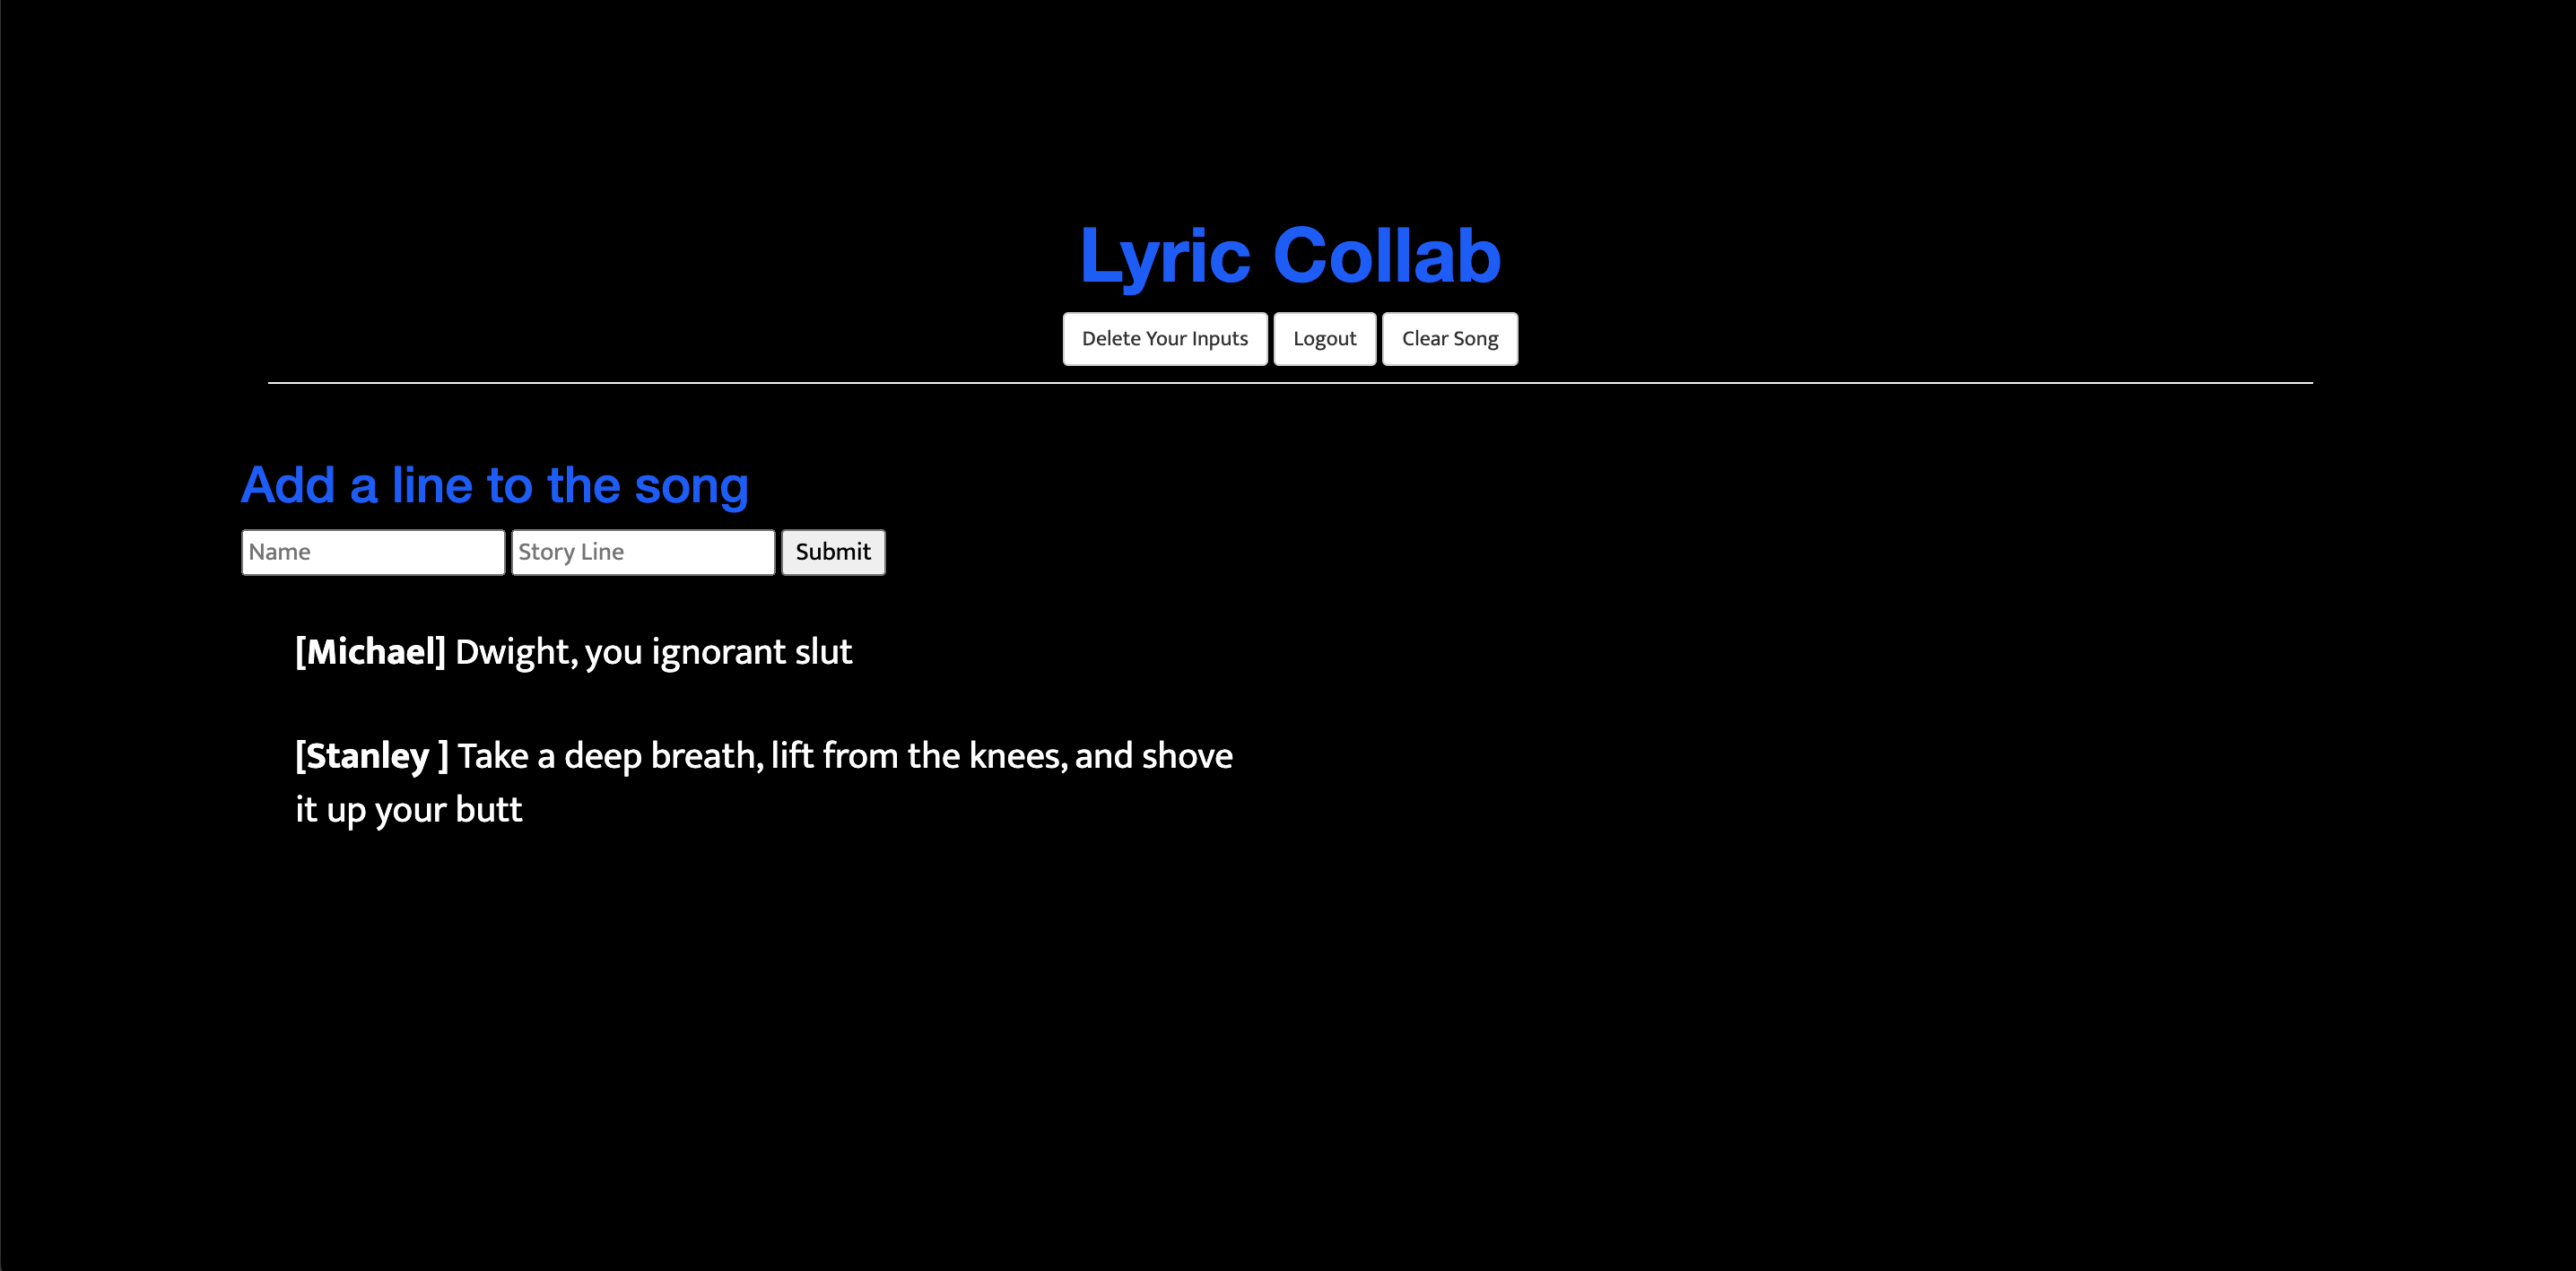 Lyric Collab
Delete Your Inputs Logout Clear Song
Add a line to the song
Name Story Line Submit
[Michael] Dwight, you ignorant slut
[Stanley ] Take a deep breath, lift from the knees, and shove
it up your butt